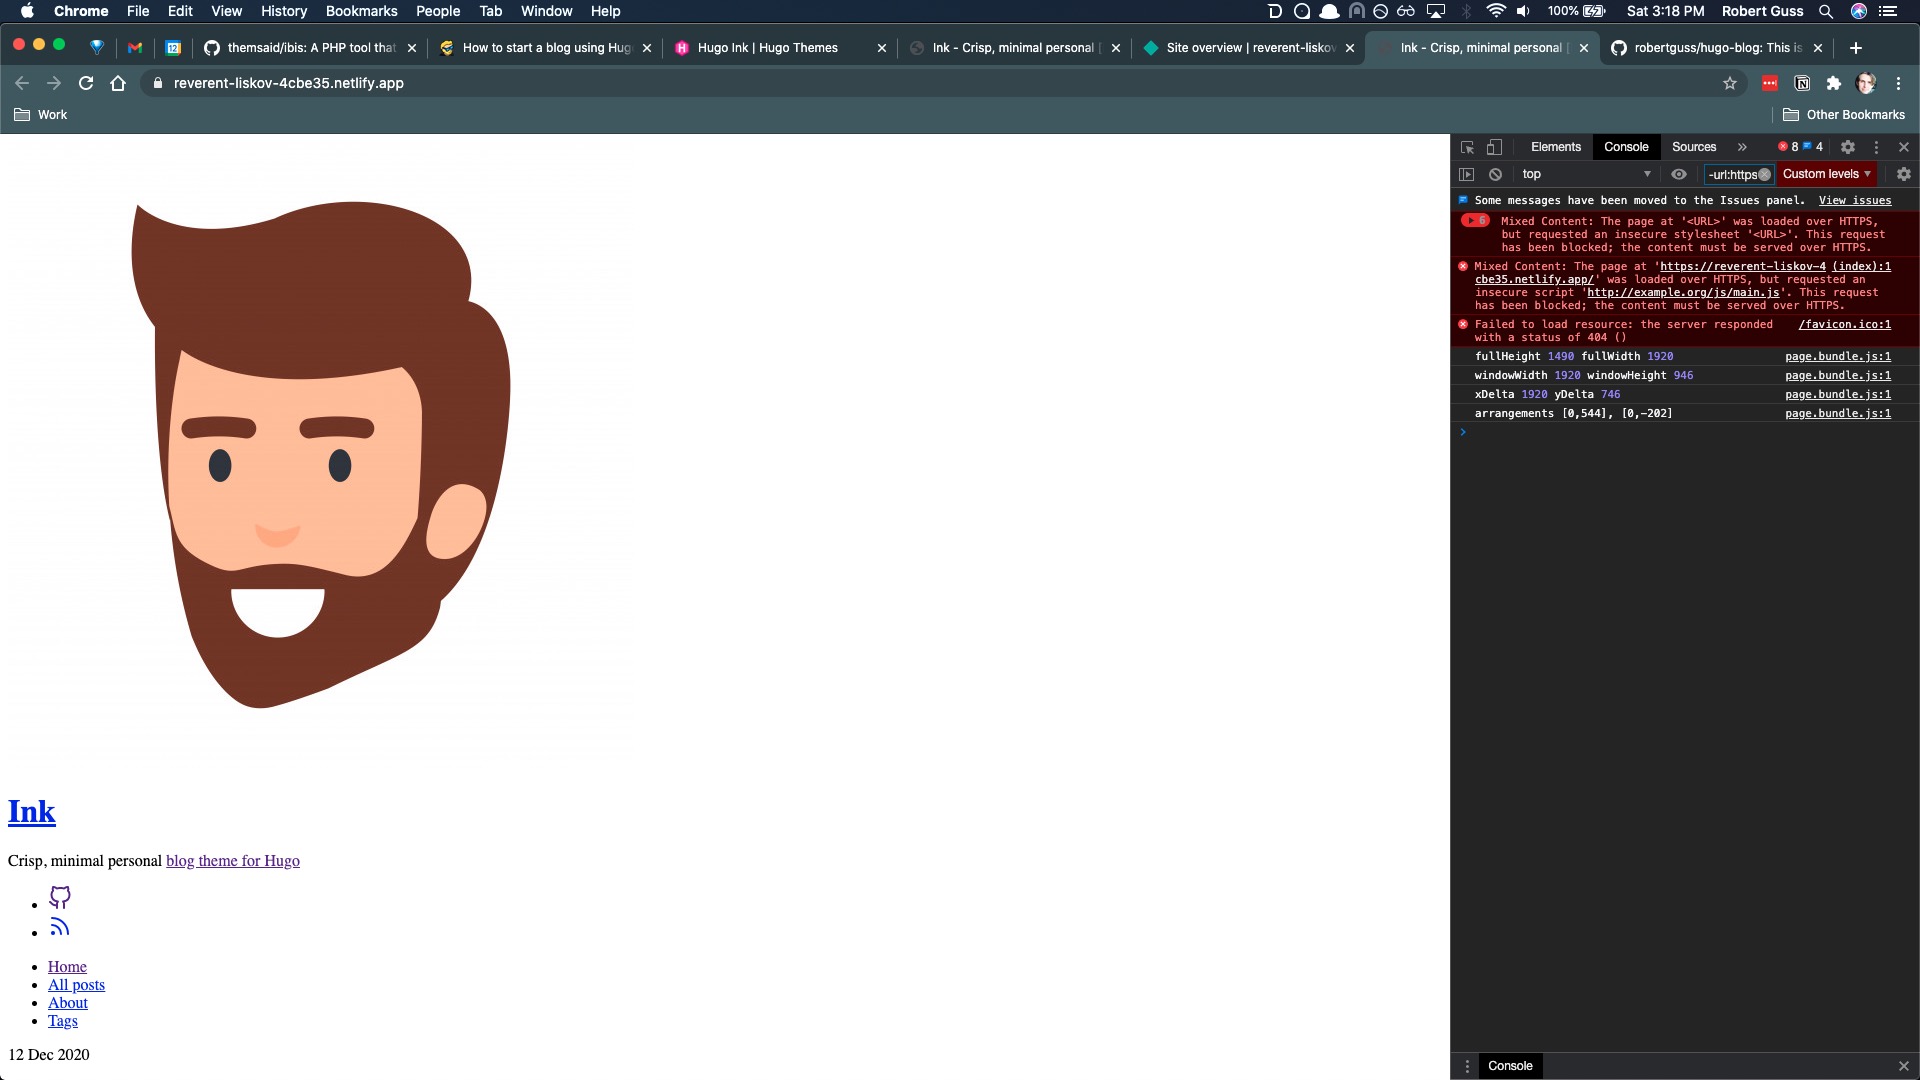 Chrome File Edit View History Bookmarks People Tab Window Help 100% Sat 3:18 PM Robert Guss
12 themsaid/ibis: A PHP tool that How to start a blog using Hug Hugo Ink | Hugo Themes Ink - Crisp, minimal personal Site overview | reverent-liskov Ink - Crisp, minimal personal robertguss/hugo-blog: This is
reverent-liskov-4cbe35.netlify.app
Work Other Bookmarks
Elements Console Sources » 8 4
top -url:https Custom levels
Some messages have been moved to the Issues panel. View issues
6 Mixed Content: The page at '<URL>' was loaded over HTTPS,
but requested an insecure stylesheet '<URL>'. This request
has been blocked; the content must be served over HTTPS.
Mixed Content: The page at 'https://reverent-liskov-4 (index):1
cbe35.netlify.app/' was loaded over HTTPS, but requested an
insecure script 'http://example.org/js/main.js'. This request
has been blocked; the content must be served over HTTPS.
Failed to load resource: the server responded /favicon.ico:1
with a status of 404 ()
fullHeight 1490 fullWidth 1920 page.bundle.js:1
windowWidth 1920 windowHeight 946 page.bundle.js:1
xDelta 1920 yDelta 746 page.bundle.js:1
arrangements [0,544], [0,-202] page.bundle.js:1
Ink
Crisp, minimal personal blog theme for Hugo
Home
All posts
About
Tags
12 Dec 2020
Console